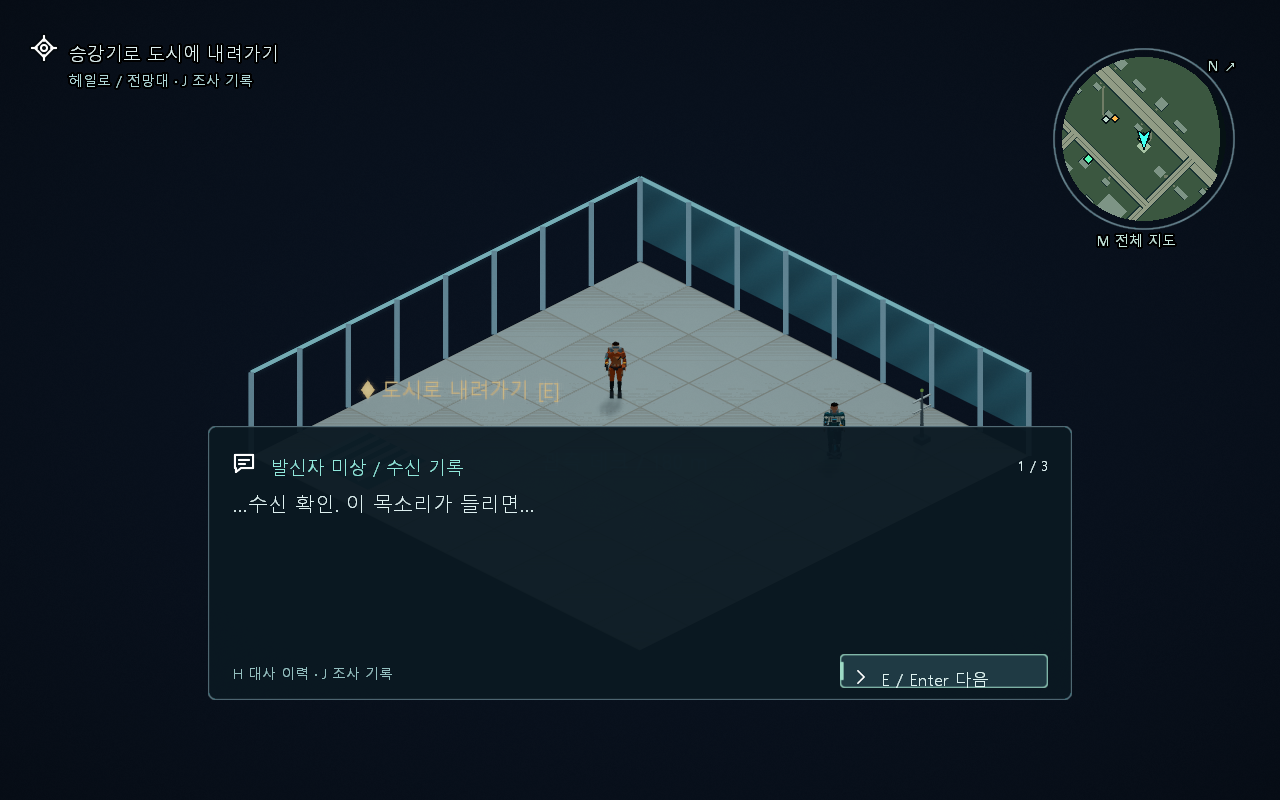 승강기로 도시에 내려가기
헤일로 / 전망대 · J 조사 기록
N ↗
M 전체 지도
도시로 내려가기 [E]
발신자 미상 / 수신 기록
1 / 3
...수신 확인. 이 목소리가 들리면...
H 대사 이력 · J 조사 기록
E / Enter 다음